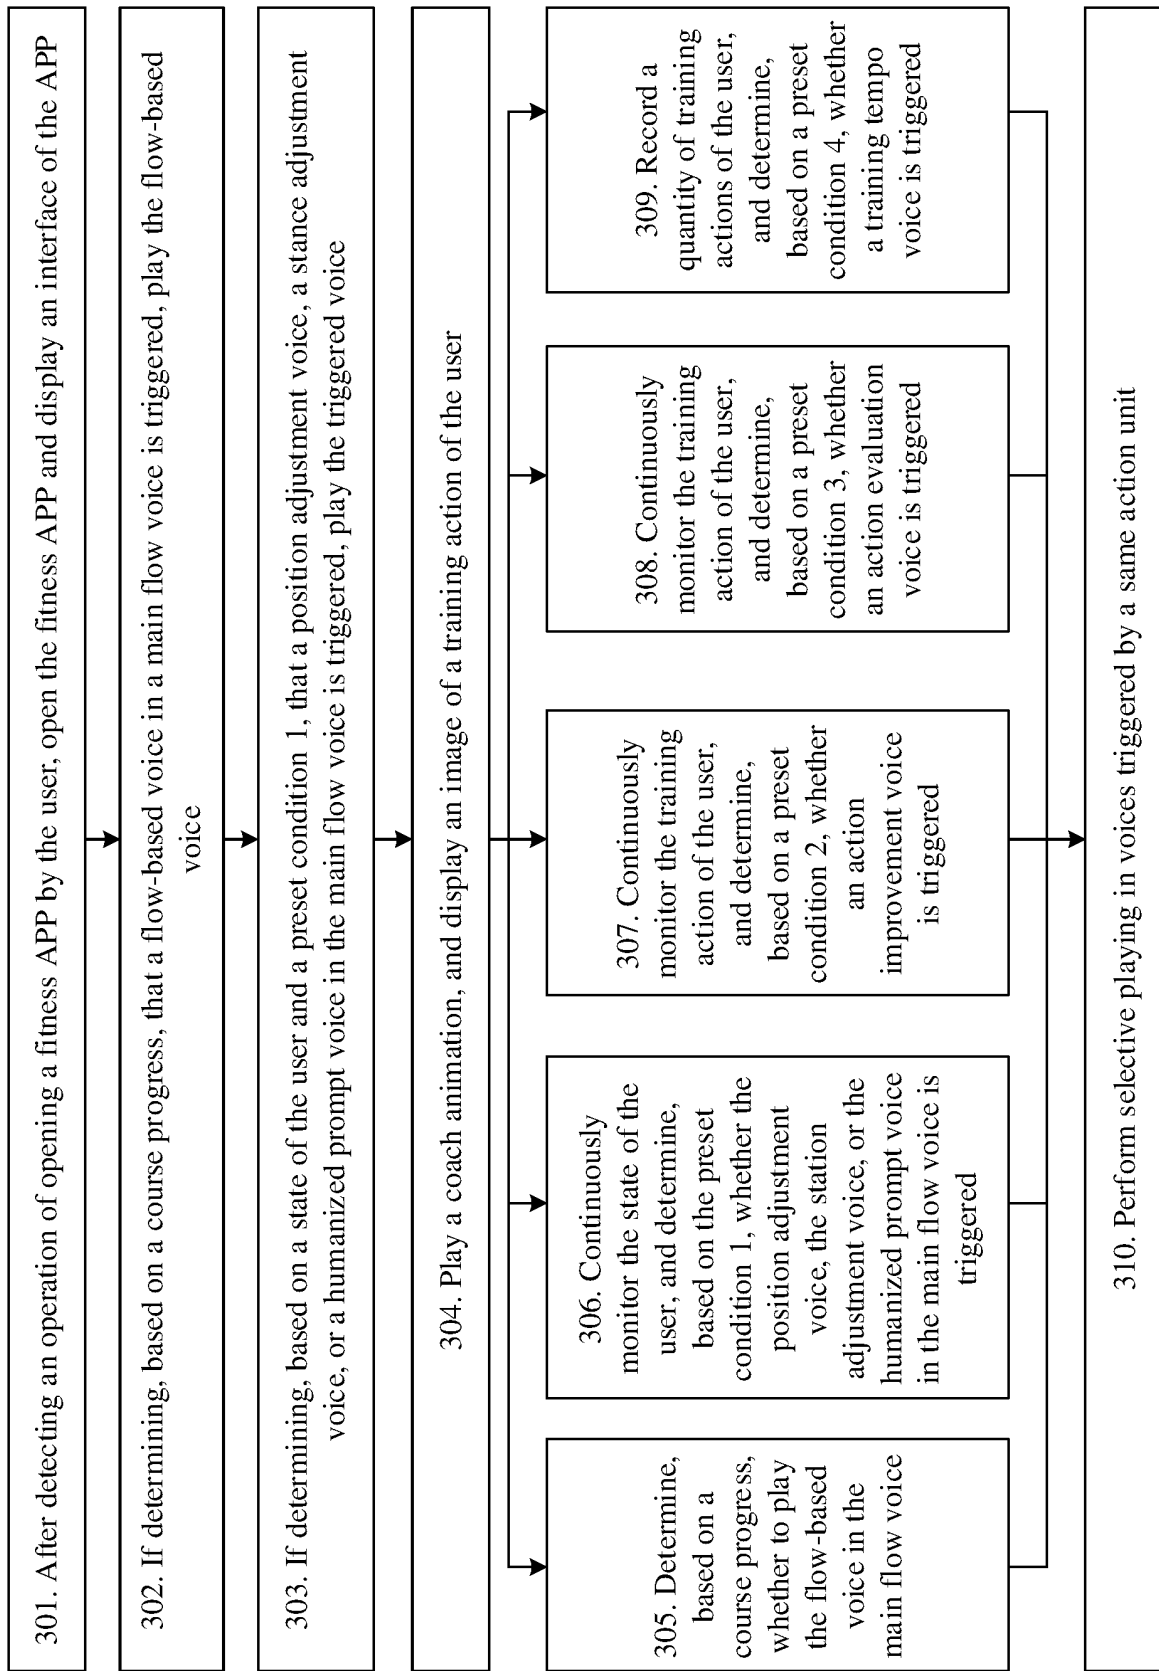 301. After detecting an operation of opening a fitness APP by the user, open the fitness APP and display an interface of the APP
302. If determining, based on a course progress, that a flow-based voice in a main flow voice is triggered, play the flow-based
voice
303. If determining, based on a state of the user and a preset condition 1, that a position adjustment voice, a stance adjustment
voice, or a humanized prompt voice in the main flow voice is triggered, play the triggered voice
304. Play a coach animation, and display an image of a training action of the user
305. Determine,
based on a
course progress,
whether to play
the flow-based
voice in the
main flow voice
306. Continuously
monitor the state of the
user, and determine,
based on the preset
condition 1, whether the
position adjustment
voice, the station
adjustment voice, or the
humanized prompt voice
in the main flow voice is
triggered
307. Continuously
monitor the training
action of the user,
and determine,
based on a preset
condition 2, whether
an action
improvement voice
is triggered
308. Continuously
monitor the training
action of the user,
and determine,
based on a preset
condition 3, whether
an action evaluation
voice is triggered
309. Record a
quantity of training
actions of the user,
and determine,
based on a preset
condition 4, whether
a training tempo
voice is triggered
310. Perform selective playing in voices triggered by a same action unit